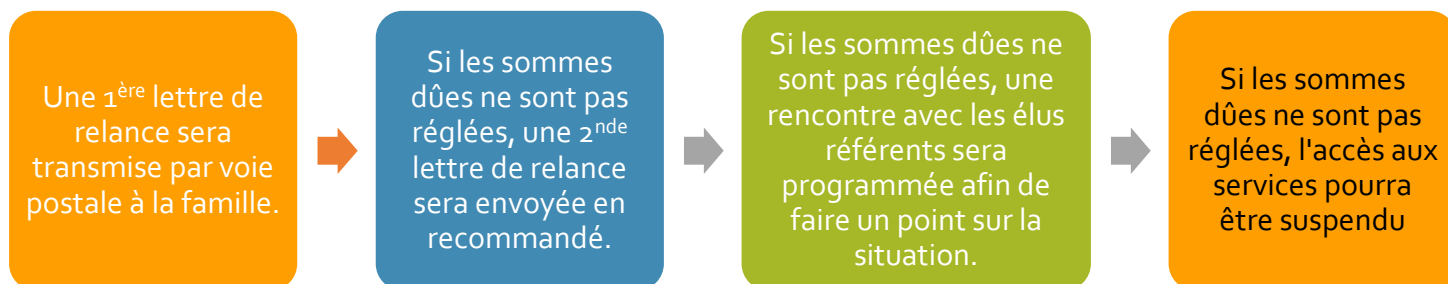 Une 1ère lettre de
relance sera
transmise par voie
postale à la famille.
Si les sommes
dûes ne sont pas
réglées, une 2nde
lettre de relance
sera envoyée en
recommandé.
Si les sommes dûes ne
sont pas réglées, une
rencontre avec les élus
référents sera
programmée afin de
faire un point sur la
situation.
Si les sommes
dûes ne sont pas
réglées, l'accès aux
services pourra
être suspendu